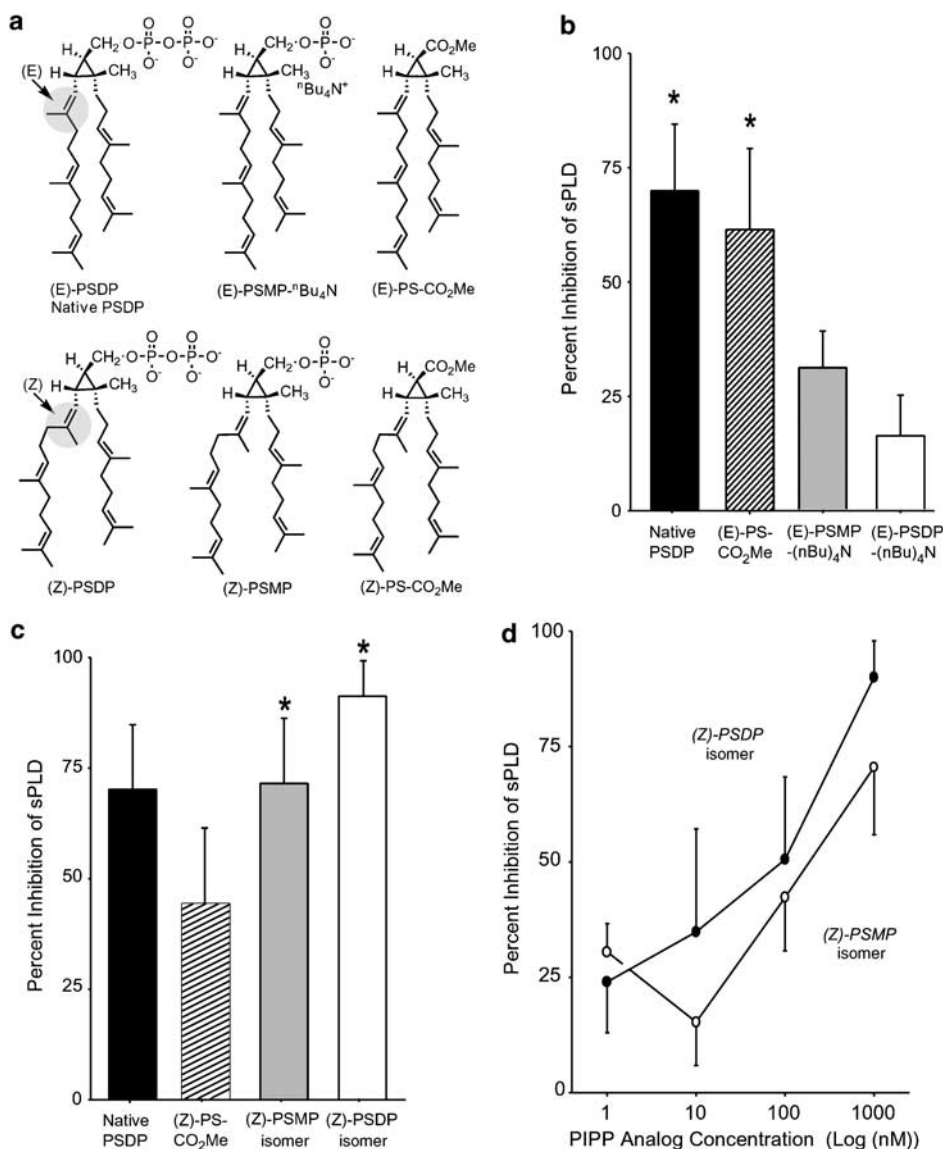 a
O O
CH₂·O-P-O-P-O⁻
O⁻ O⁻
H
H
CH₃
(E)
(E)-PSDP
Native PSDP
O
CH₂·O-P-O⁻
O⁻
H
H
CH₃
ⁿBu₄N⁺
(E)-PSMP-ⁿBu₄N
H
CO₂Me
H
CH₃
(E)-PS-CO₂Me
O O
CH₂·O-P-O-P-O⁻
O⁻ O⁻
H
H
CH₃
(Z)
(Z)-PSDP
O
CH₂·O-P-O⁻
O⁻
H
H
CH₃
(Z)-PSMP
H
CO₂Me
H
CH₃
(Z)-PS-CO₂Me
b
Percent Inhibition of sPLD
100
75
50
25
0
*
*
Native
PSDP
(E)-PS-
CO₂Me
(E)-PSMP
-(nBu)₄N
(E)-PSDP
-(nBu)₄N
c
Percent Inhibition of sPLD
100
75
50
25
0
*
*
Native
PSDP
(Z)-PS-
CO₂Me
(Z)-PSMP
isomer
(Z)-PSDP
isomer
d
Percent Inhibition of sPLD
100
75
50
25
0
(Z)-PSDP
isomer
(Z)-PSMP
isomer
1 10 100 1000
PIPP Analog Concentration (Log (nM))